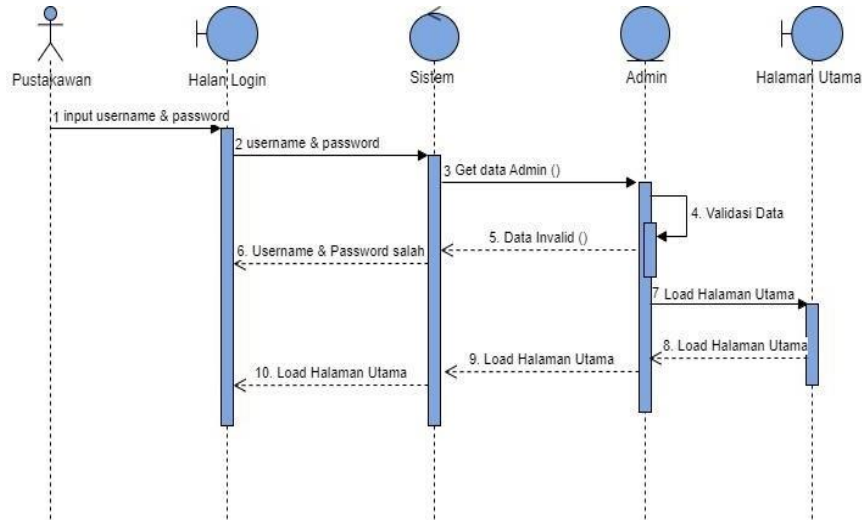 Pustakawan
Halan Login
Sistem
Admin
Halaman Utama
1 input username & password
2 username & password
3 Get data Admin ()
4. Validasi Data
5. Data Invalid ()
6. Username & Password salah
7 Load Halaman Utama
8. Load Halaman Utama
9. Load Halaman Utama
10. Load Halaman Utama